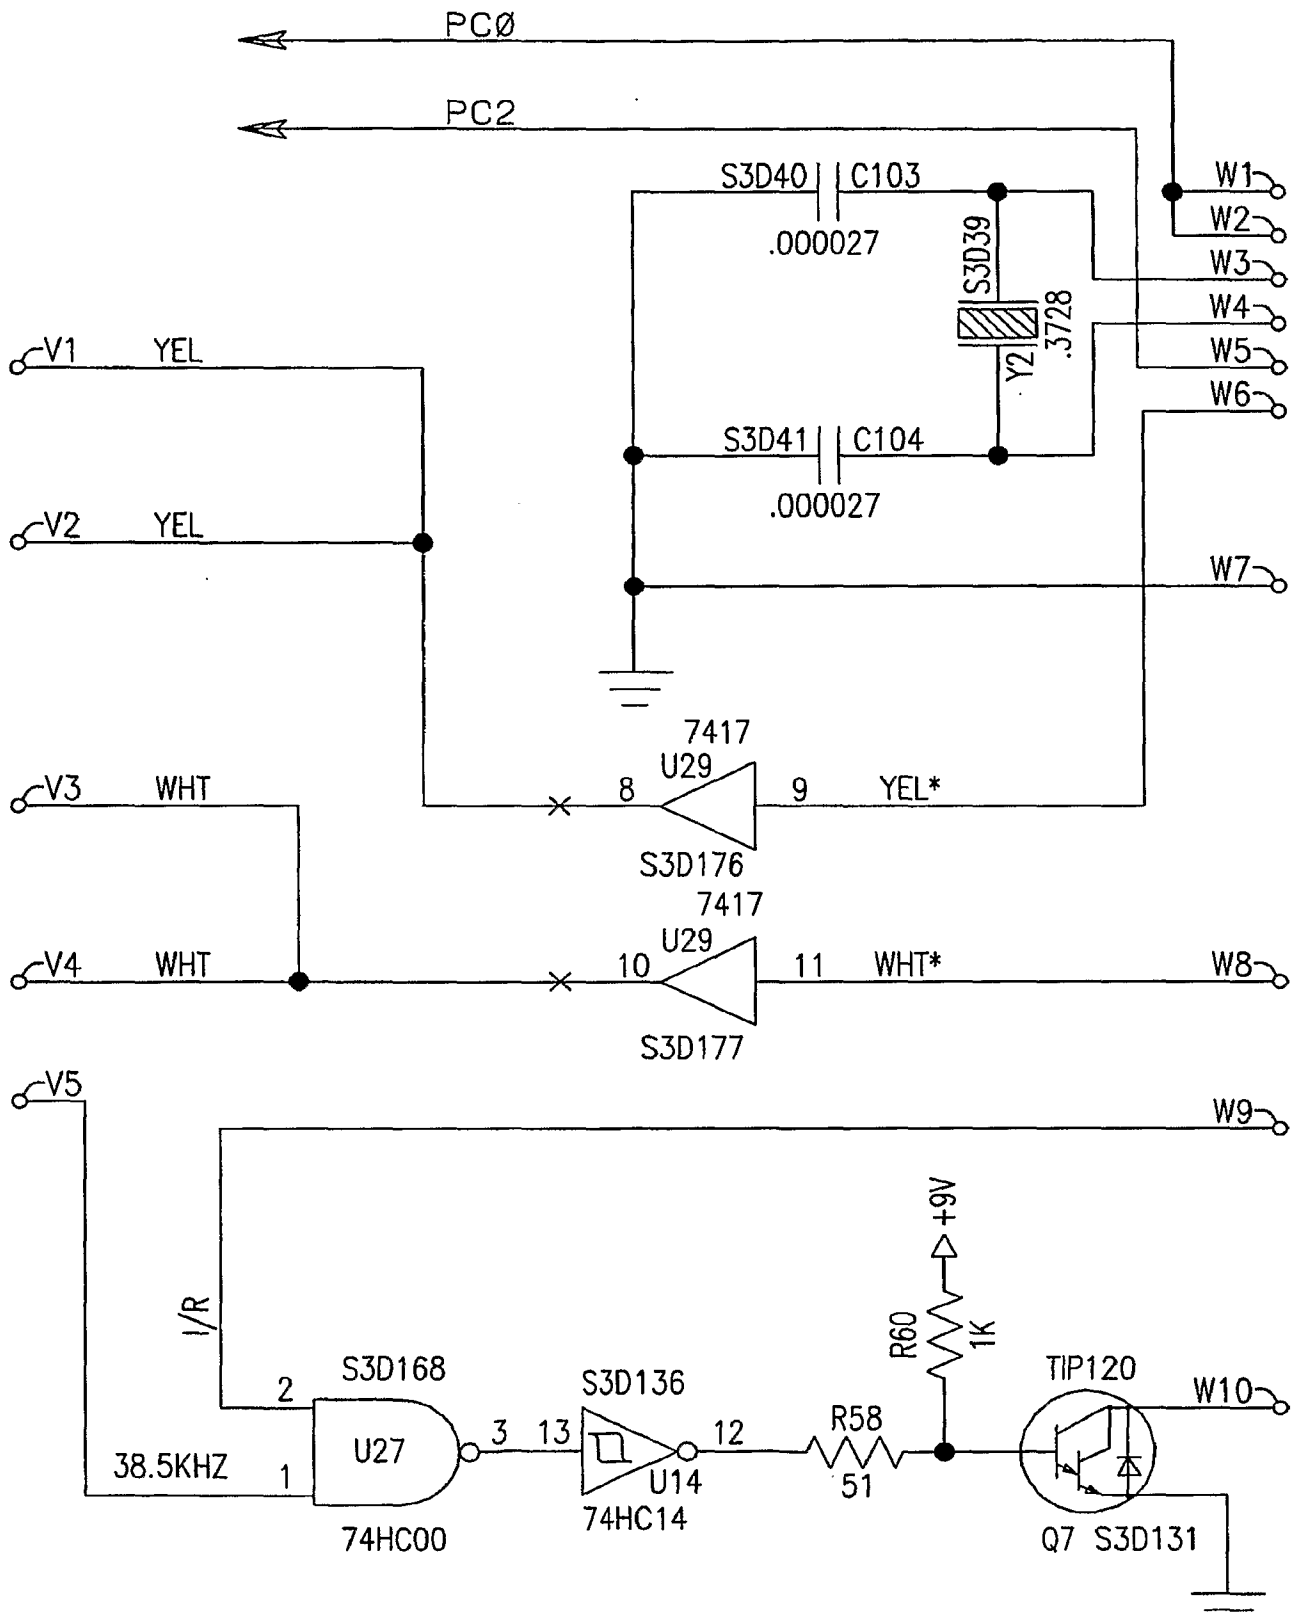 PCØ
PC2
S3D40 C103
.000027
W1
W2
W3
W4
W5
W6
S3D39
.3728
Y2
V1 YEL
S3D41 C104
.000027
V2 YEL
W7
7417
U29
V3 WHT
8
9 YEL*
S3D176
7417
U29
V4 WHT
10
11 WHT*
W8
S3D177
V5
W9
+9V
I/R
R60
1K
S3D168
S3D136
TIP120
W10
2
R58
3
13
12
U27
38.5KHZ
1
U14
51
74HC14
74HC00
Q7 S3D131